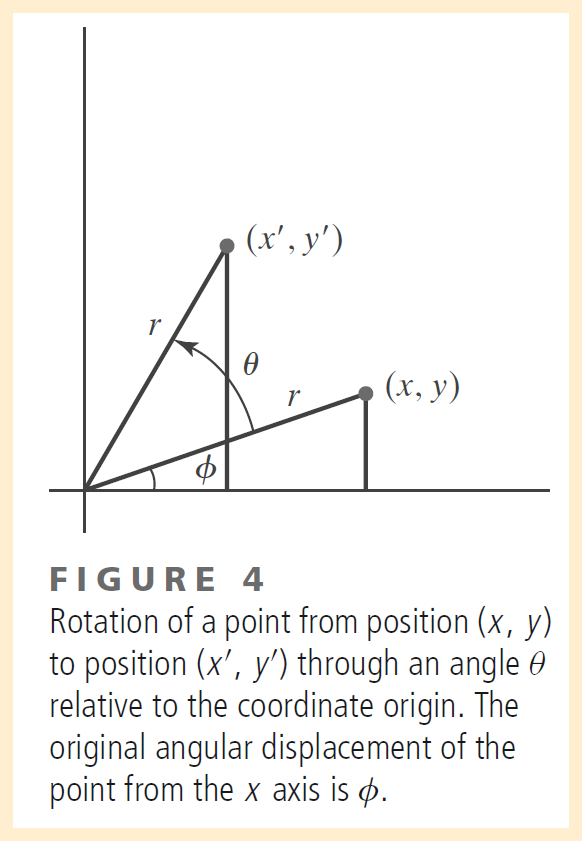 (x′, y′)
r
θ
r
(x, y)
ϕ
FIGURE 4
Rotation of a point from position (x, y)
to position (x′, y′) through an angle θ
relative to the coordinate origin. The
original angular displacement of the
point from the x axis is ϕ.